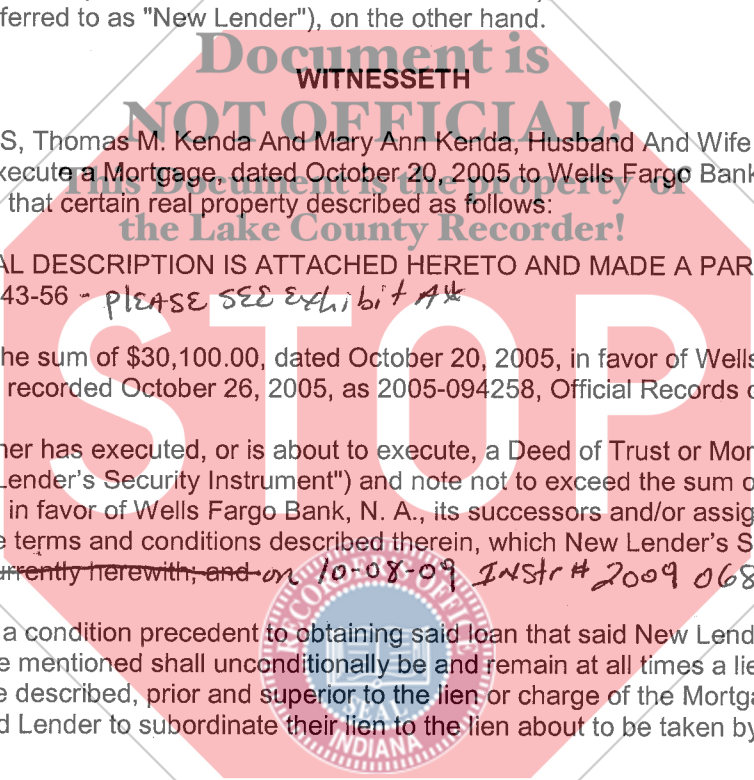 ferred to as "New Lender"), on the other hand.
Document is
WITNESSETH
NOT OFFICIAL!
S, Thomas M. Kenda And Mary Ann Kenda, Husband And Wife
xecute a Mortgage, dated October 20, 2005 to Wells Fargo Bank
This Document is the property of
that certain real property described as follows:
the Lake County Recorder!
AL DESCRIPTION IS ATTACHED HERETO AND MADE A PAR
43-56 - PLEASE SEE Exhibit A*
he sum of $30,100.00, dated October 20, 2005, in favor of Wells
recorded October 26, 2005, as 2005-094258, Official Records o
ner has executed, or is about to execute, a Deed of Trust or Mor
Lender's Security Instrument") and note not to exceed the sum o
in favor of Wells Fargo Bank, N. A., its successors and/or assig
e terms and conditions described therein, which New Lender's S
urrently herewith; and on 10-08-09 INStr # 2009 068
a condition precedent to obtaining said loan that said New Lend
e mentioned shall unconditionally be and remain at all times a lie
e described, prior and superior to the lien or charge of the Mortga
d Lender to subordinate their lien to the lien about to be taken by
STOP
RECORDER'S OFFICE
SEAL
INDIANA